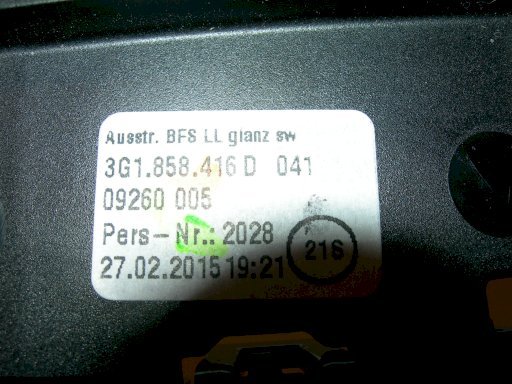 Ausstr. BFS LL glanz sw
3G1.858.416 D 041
09260 005
Pers-Nr.: 2028
27.02.2015 19:21
21S